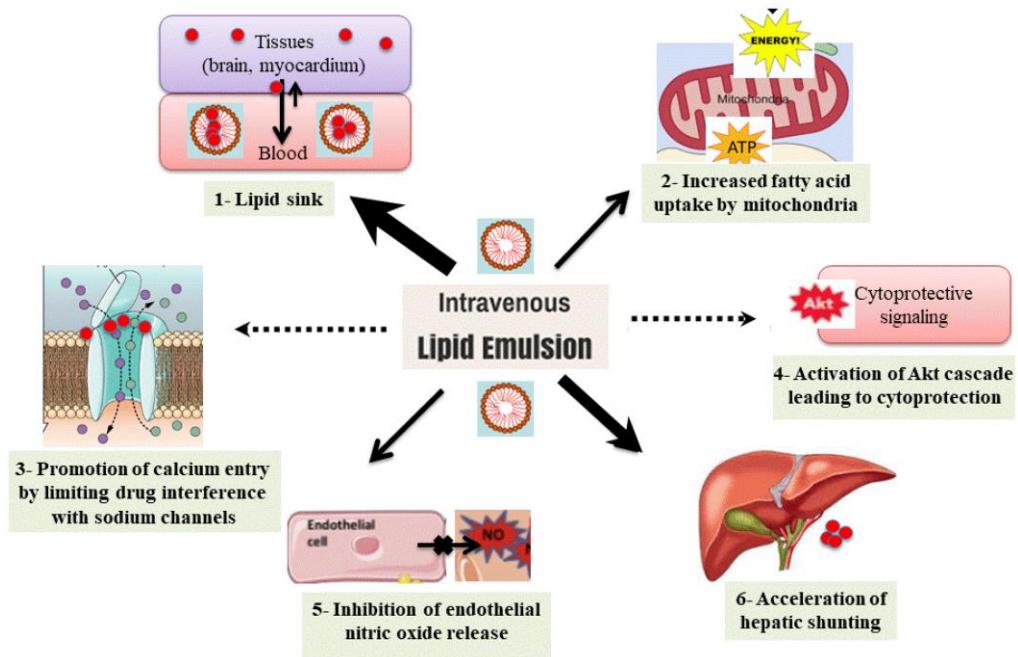 Tissues
(brain, myocardium)
Blood
1- Lipid sink
ENERGY!
Mitochondria
ATP
2- Increased fatty acid
uptake by mitochondria
Intravenous
Lipid Emulsion
3- Promotion of calcium entry
by limiting drug interference
with sodium channels
Akt
Cytoprotective
signaling
4- Activation of Akt cascade
leading to cytoprotection
Endothelial
cell
NO
5- Inhibition of endothelial
nitric oxide release
6- Acceleration of
hepatic shunting